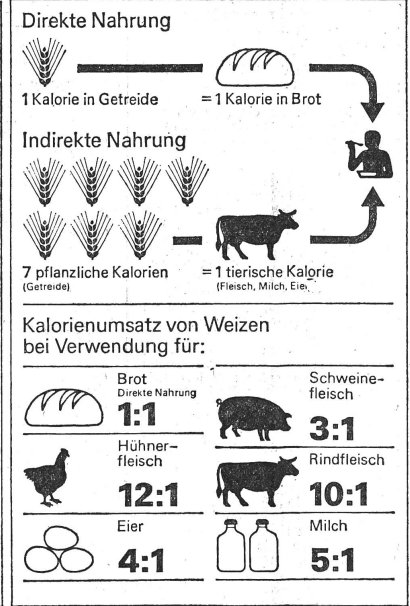 Direkte Nahrung
1 Kalorie in Getreide = 1 Kalorie in Brot
Indirekte Nahrung
7 pflanzliche Kalorien = 1 tierische Kalorie
(Getreide) (Fleisch, Milch, Eier)
Kalorienumsatz von Weizen
bei Verwendung für:
Brot
Direkte Nahrung
1:1
Schweine-
fleisch
3:1
Hühner-
fleisch
12:1
Rindfleisch
10:1
Eier
4:1
Milch
5:1